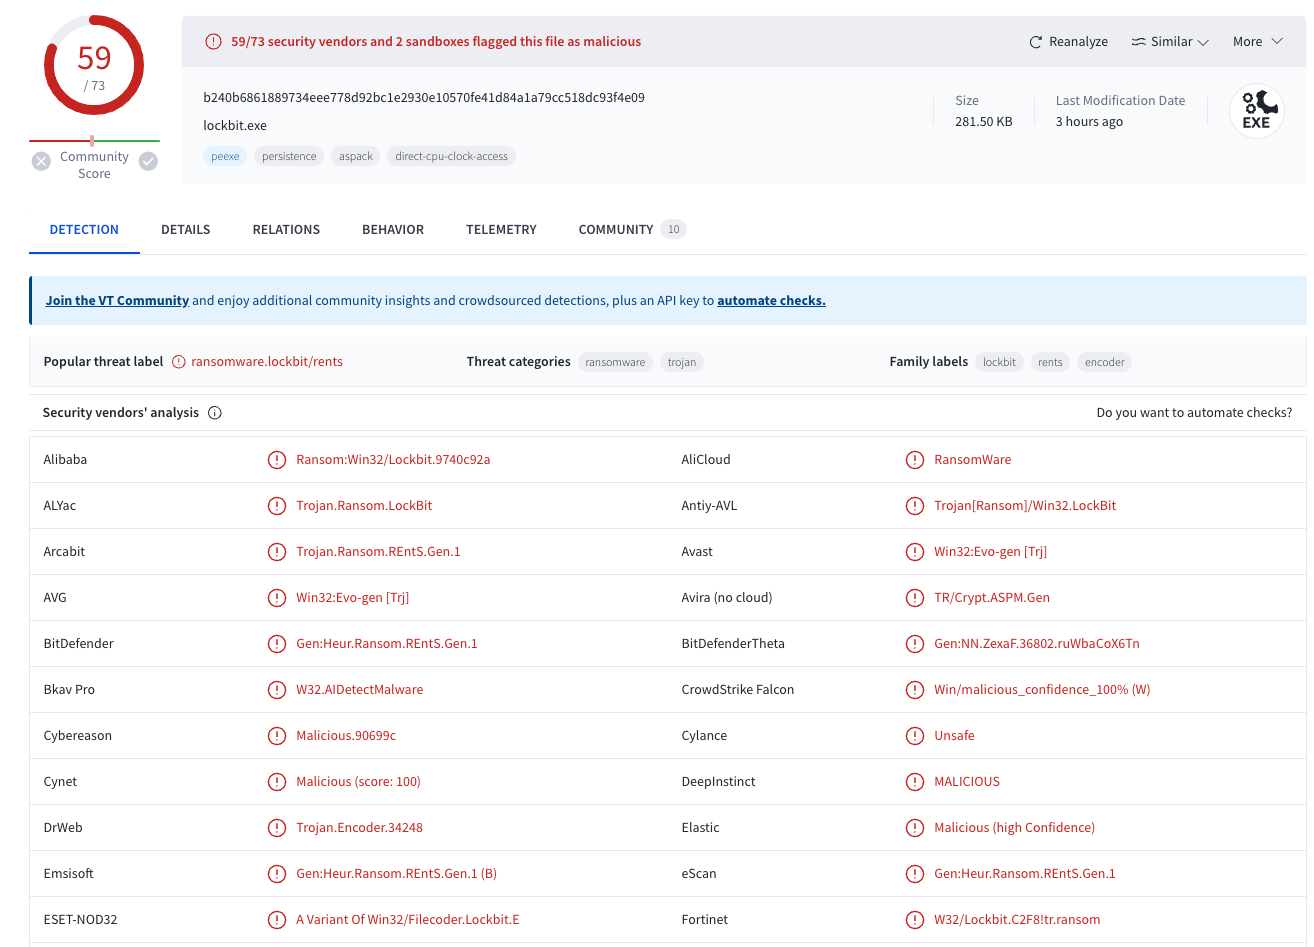 59
/ 73
Community
Score
59/73 security vendors and 2 sandboxes flagged this file as malicious
Reanalyze
Similar
More
b240b6861889734eee778d92bc1e2930e10570fe41d84a1a79cc518dc93f4e09
lockbit.exe
peexe
persistence
aspack
direct-cpu-clock-access
Size
281.50 KB
Last Modification Date
3 hours ago
EXE
DETECTION
DETAILS
RELATIONS
BEHAVIOR
TELEMETRY
COMMUNITY 10
Join the VT Community and enjoy additional community insights and crowdsourced detections, plus an API key to automate checks.
Popular threat label ransomware.lockbit/rents
Threat categories ransomware trojan
Family labels lockbit rents encoder
Security vendors' analysis
Do you want to automate checks?
Alibaba Ransom:Win32/Lockbit.9740c92a AliCloud RansomWare
ALYac Trojan.Ransom.LockBit Antiy-AVL Trojan[Ransom]/Win32.LockBit
Arcabit Trojan.Ransom.REntS.Gen.1 Avast Win32:Evo-gen [Trj]
AVG Win32:Evo-gen [Trj] Avira (no cloud) TR/Crypt.ASPM.Gen
BitDefender Gen:Heur.Ransom.REntS.Gen.1 BitDefenderTheta Gen:NN.ZexaF.36802.ruWbaCoX6Tn
Bkav Pro W32.AIDetectMalware CrowdStrike Falcon Win/malicious_confidence_100% (W)
Cybereason Malicious.90699c Cylance Unsafe
Cynet Malicious (score: 100) DeepInstinct MALICIOUS
DrWeb Trojan.Encoder.34248 Elastic Malicious (high Confidence)
Emsisoft Gen:Heur.Ransom.REntS.Gen.1 (B) eScan Gen:Heur.Ransom.REntS.Gen.1
ESET-NOD32 A Variant Of Win32/Filecoder.Lockbit.E Fortinet W32/Lockbit.C2F8!tr.ransom